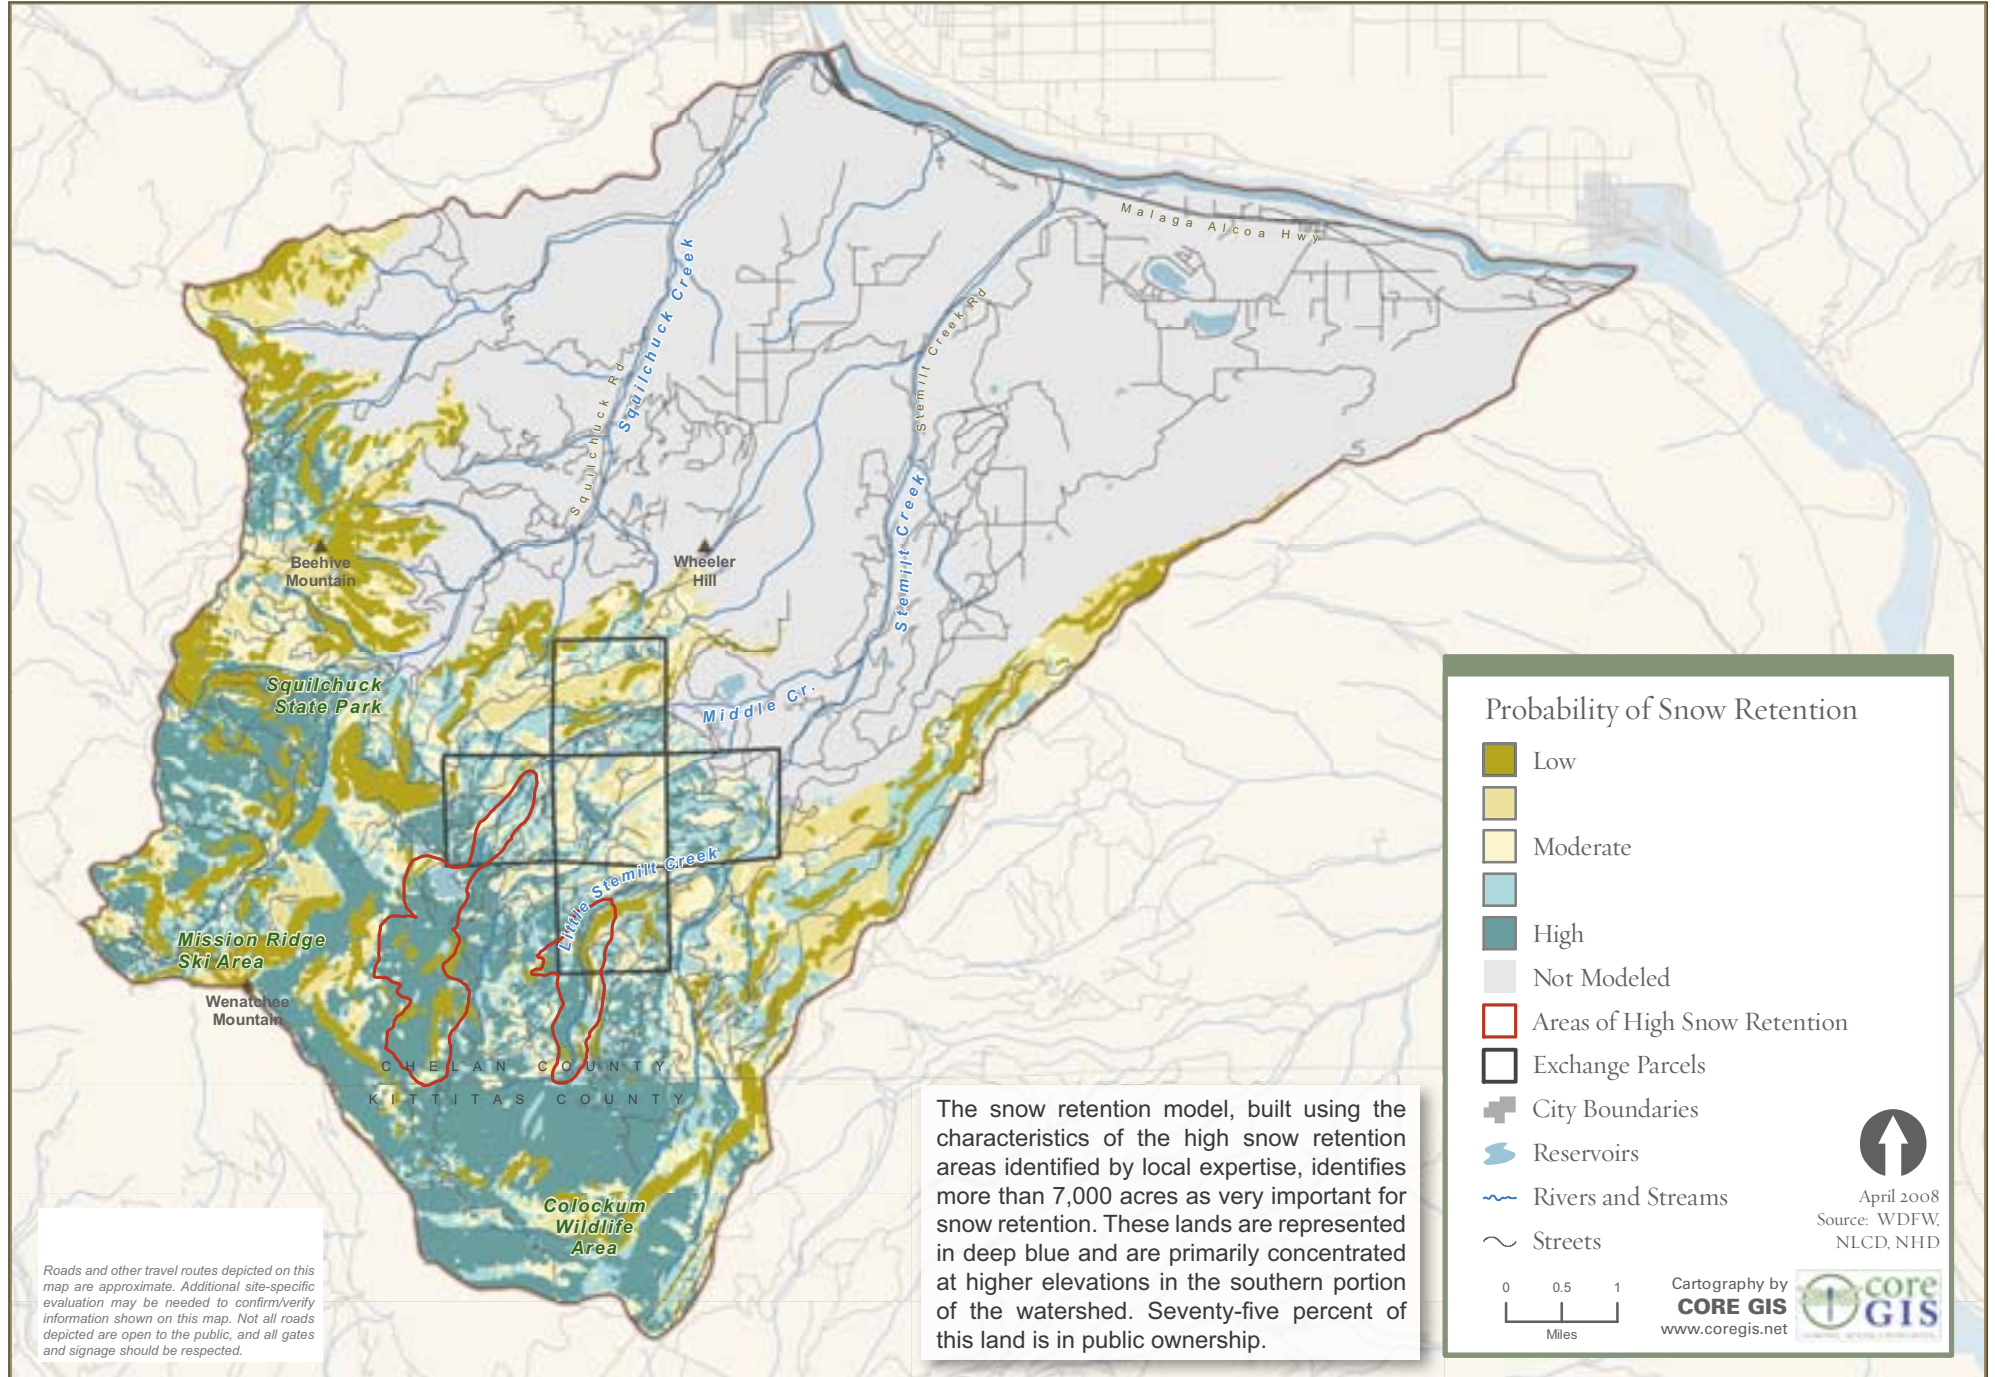 Malaga Alcoa Hwy
Squilchuck Creek
Squilchuck Rd
Stemilt Creek Rd
Stemilt Creek
Beehive
Mountain
Wheeler
Hill
Squilchuck
State Park
Middle Cr.
Little Stemilt Creek
Mission Ridge
Ski Area
Wenatchee
Mountain
CHELAN COUNTY
KITTITAS COUNTY
Colockum
Wildlife
Area
Probability of Snow Retention
Low
Moderate
High
Not Modeled
Areas of High Snow Retention
Exchange Parcels
City Boundaries
Reservoirs
Rivers and Streams
Streets
0 0.5 1
Miles
April 2008
Source: WDFW,
NLCD, NHD
Cartography by
CORE GIS
www.coregis.net
core
GIS
The snow retention model, built using the
characteristics of the high snow retention
areas identified by local expertise, identifies
more than 7,000 acres as very important for
snow retention. These lands are represented
in deep blue and are primarily concentrated
at higher elevations in the southern portion
of the watershed. Seventy-five percent of
this land is in public ownership.
Roads and other travel routes depicted on this
map are approximate. Additional site-specific
evaluation may be needed to confirm/verify
information shown on this map. Not all roads
depicted are open to the public, and all gates
and signage should be respected.